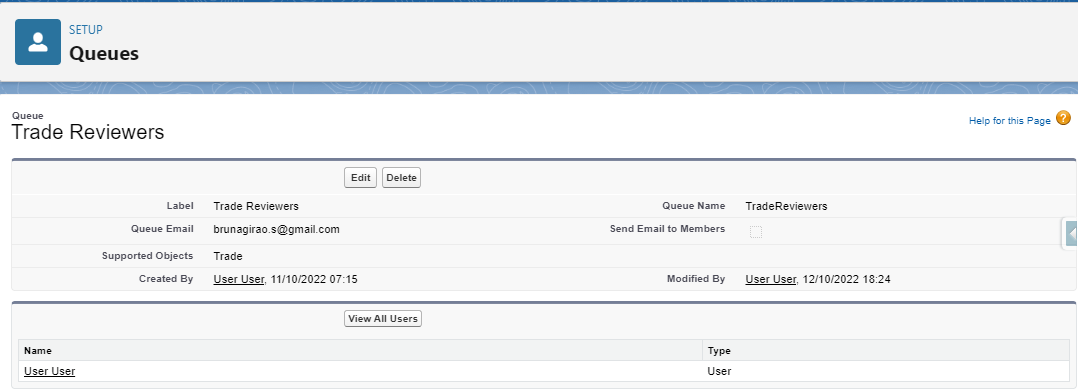 SETUP
Queues
Queue
Trade Reviewers
Help for this Page ?
Edit Delete
Label Trade Reviewers Queue Name TradeReviewers
Queue Email brunagirao.s@gmail.com Send Email to Members
Supported Objects Trade
Created By User User, 11/10/2022 07:15 Modified By User User, 12/10/2022 18:24
View All Users
Name Type
User User User